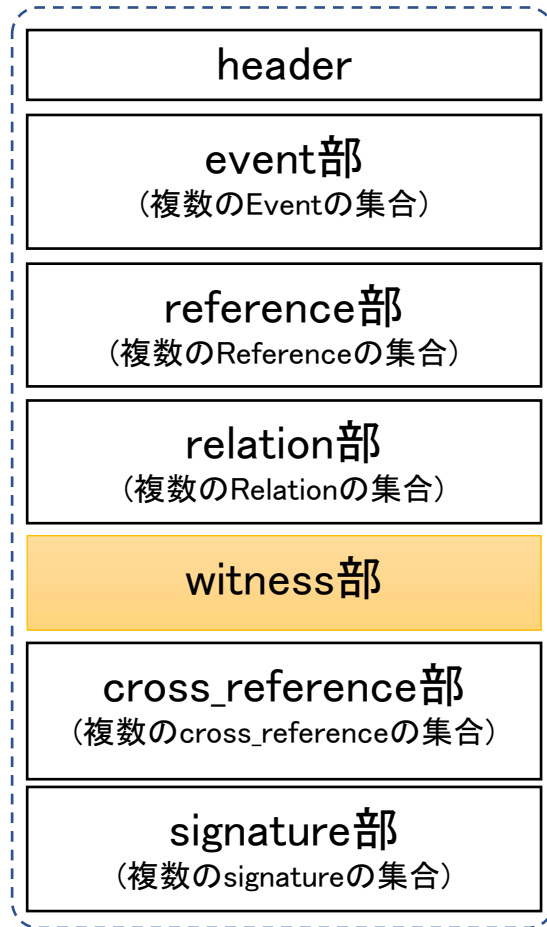 header
event部
(複数のEventの集合)
reference部
(複数のReferenceの集合)
relation部
(複数のRelationの集合)
witness部
cross_reference部
(複数のcross_referenceの集合)
signature部
(複数のsignatureの集合)